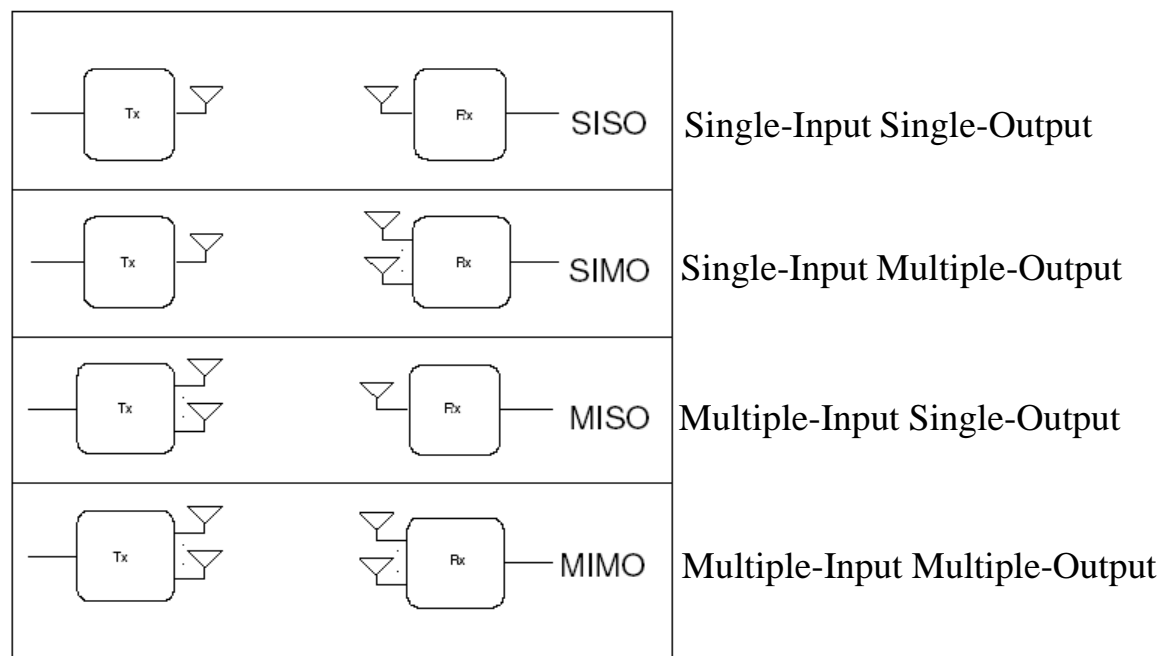 Tx Rx SISO Single-Input Single-Output
Tx Rx SIMO Single-Input Multiple-Output
Tx Rx MISO Multiple-Input Single-Output
Tx Rx MIMO Multiple-Input Multiple-Output